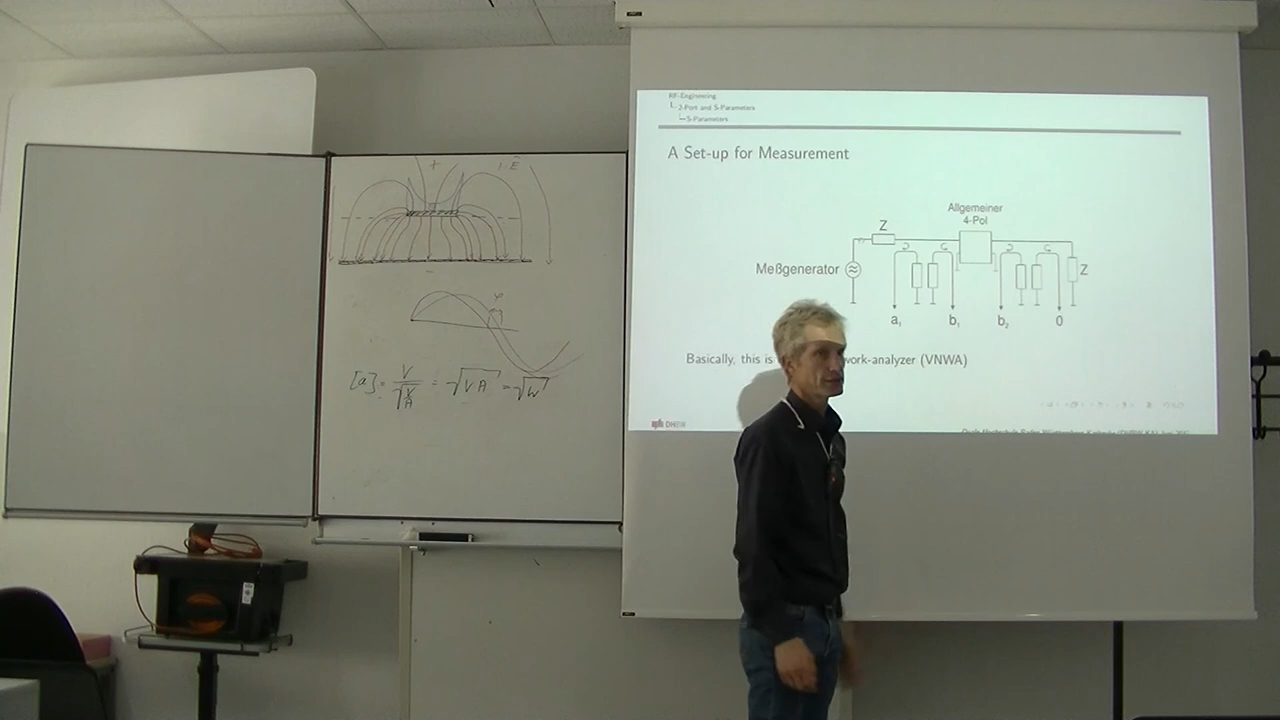 +
E
φ
[a] = V/√(V/A) = √VA = √W
RF-Engineering
2-Port and S-Parameters
S-Parameters
A Set-up for Measurement
Allgemeiner
4-Pol
Z
Meßgenerator
Z
a₁ b₁ b₂ 0
Basically, this is work-analyzer (VNWA)
DHBW